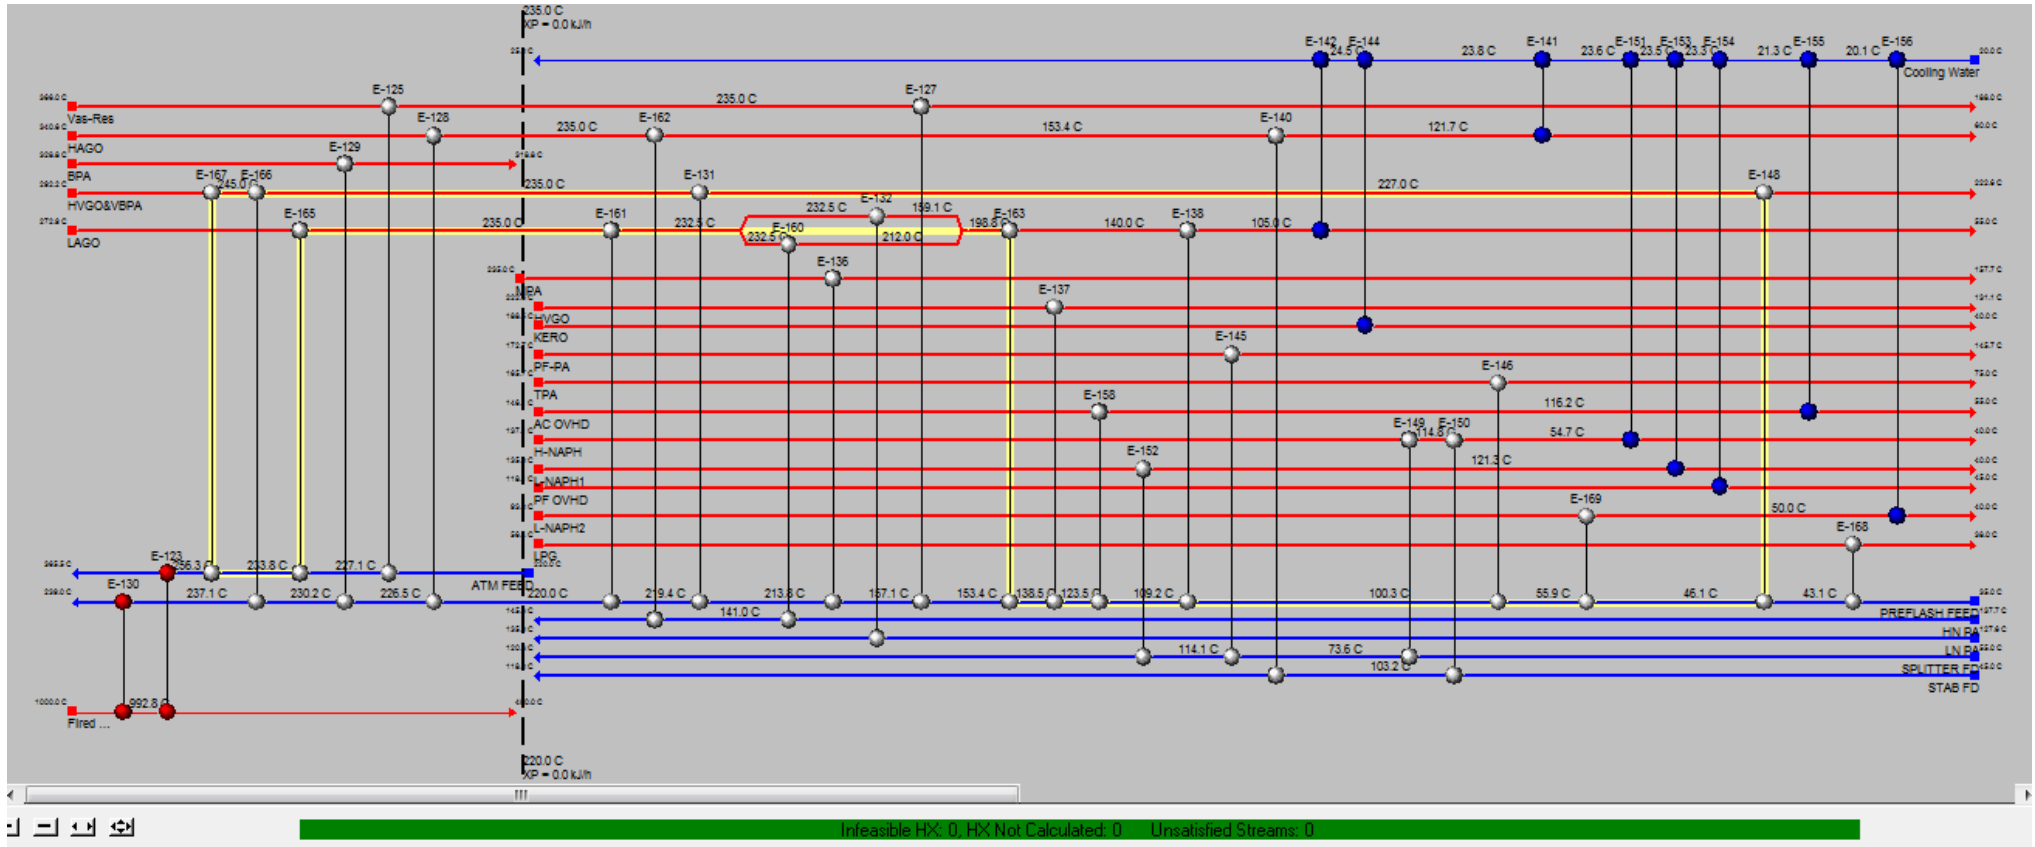 235.0 C
XP = 0.0 kJ/h
E-142
E-144
E-141
E-151
E-153
E-154
E-155
E-156
24.5 C
23.8 C
23.6 C
23.5 C
23.3 C
21.3 C
20.1 C
20.0 C
Cooling Water
E-125
E-127
235.0 C
Vas-Res
E-128
E-162
E-140
235.0 C
153.4 C
121.7 C
HAGO
E-129
BPA
E-167
E-166
E-131
E-148
245.0 C
235.0 C
227.0 C
HVGO&VBPA
E-165
E-161
E-132
E-163
E-138
232.5 C
159.1 C
235.0 C
232.5 C
E-160
198.8 C
140.0 C
105.0 C
232.5 C
212.0 C
LAGO
E-136
MPA
E-137
HVGO
KERO
E-145
PF-PA
E-146
TPA
E-158
116.2 C
AC OVHD
E-149
E-150
114.8 C
54.7 C
H-NAPH
E-152
121.3 C
L-NAPH1
PF OVHD
E-169
50.0 C
L-NAPH2
E-168
LPG
E-123
256.3 C
233.8 C
227.1 C
ATM FEED
E-130
237.1 C
230.2 C
226.5 C
220.0 C
219.4 C
213.8 C
167.1 C
153.4 C
138.5 C
123.5 C
109.2 C
100.3 C
55.9 C
46.1 C
43.1 C
PREFLASH FEED
141.0 C
HN PA
LN PA
114.1 C
73.6 C
SPLITTER FD
103.2 C
STAB FD
992.8 C
Fired ...
220.0 C
XP = 0.0 kJ/h
Infeasible HX: 0, HX Not Calculated: 0 Unsatisfied Streams: 0